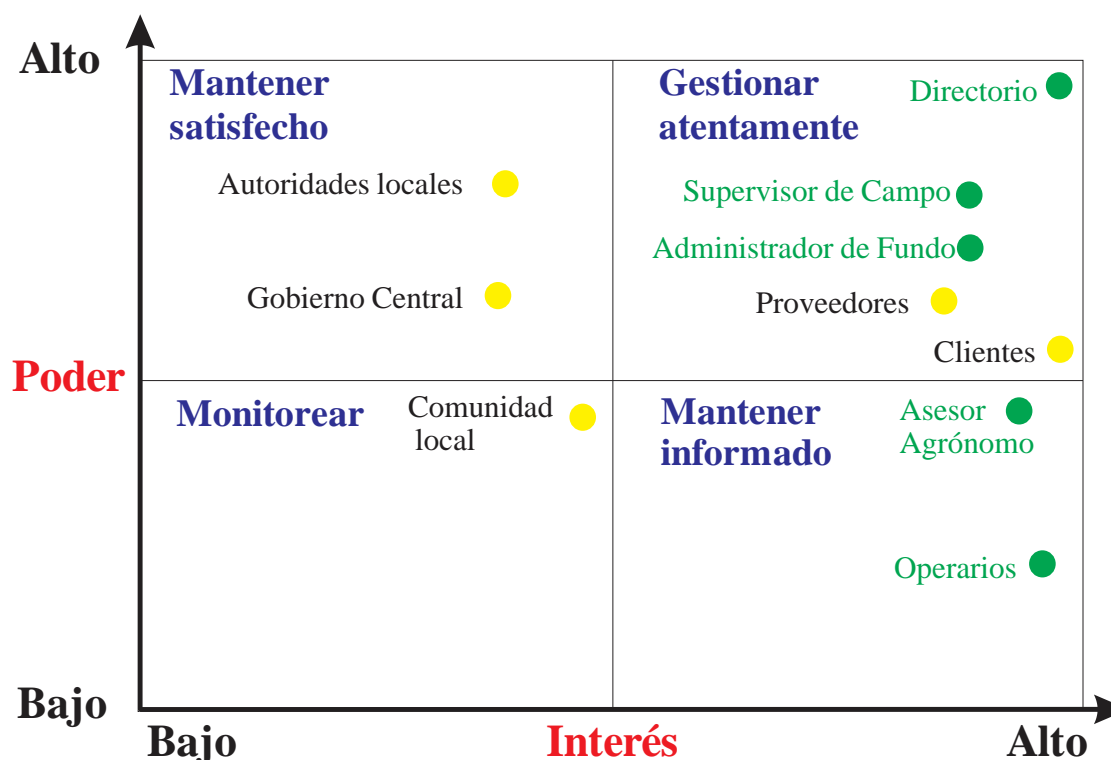 Alto
Mantener
satisfecho
Gestionar
atentamente
Directorio
Autoridades locales
Supervisor de Campo
Administrador de Fundo
Gobierno Central
Proveedores
Clientes
Poder
Monitorear
Comunidad
local
Mantener
informado
Asesor
Agrónomo
Operarios
Bajo
Bajo
Interés
Alto